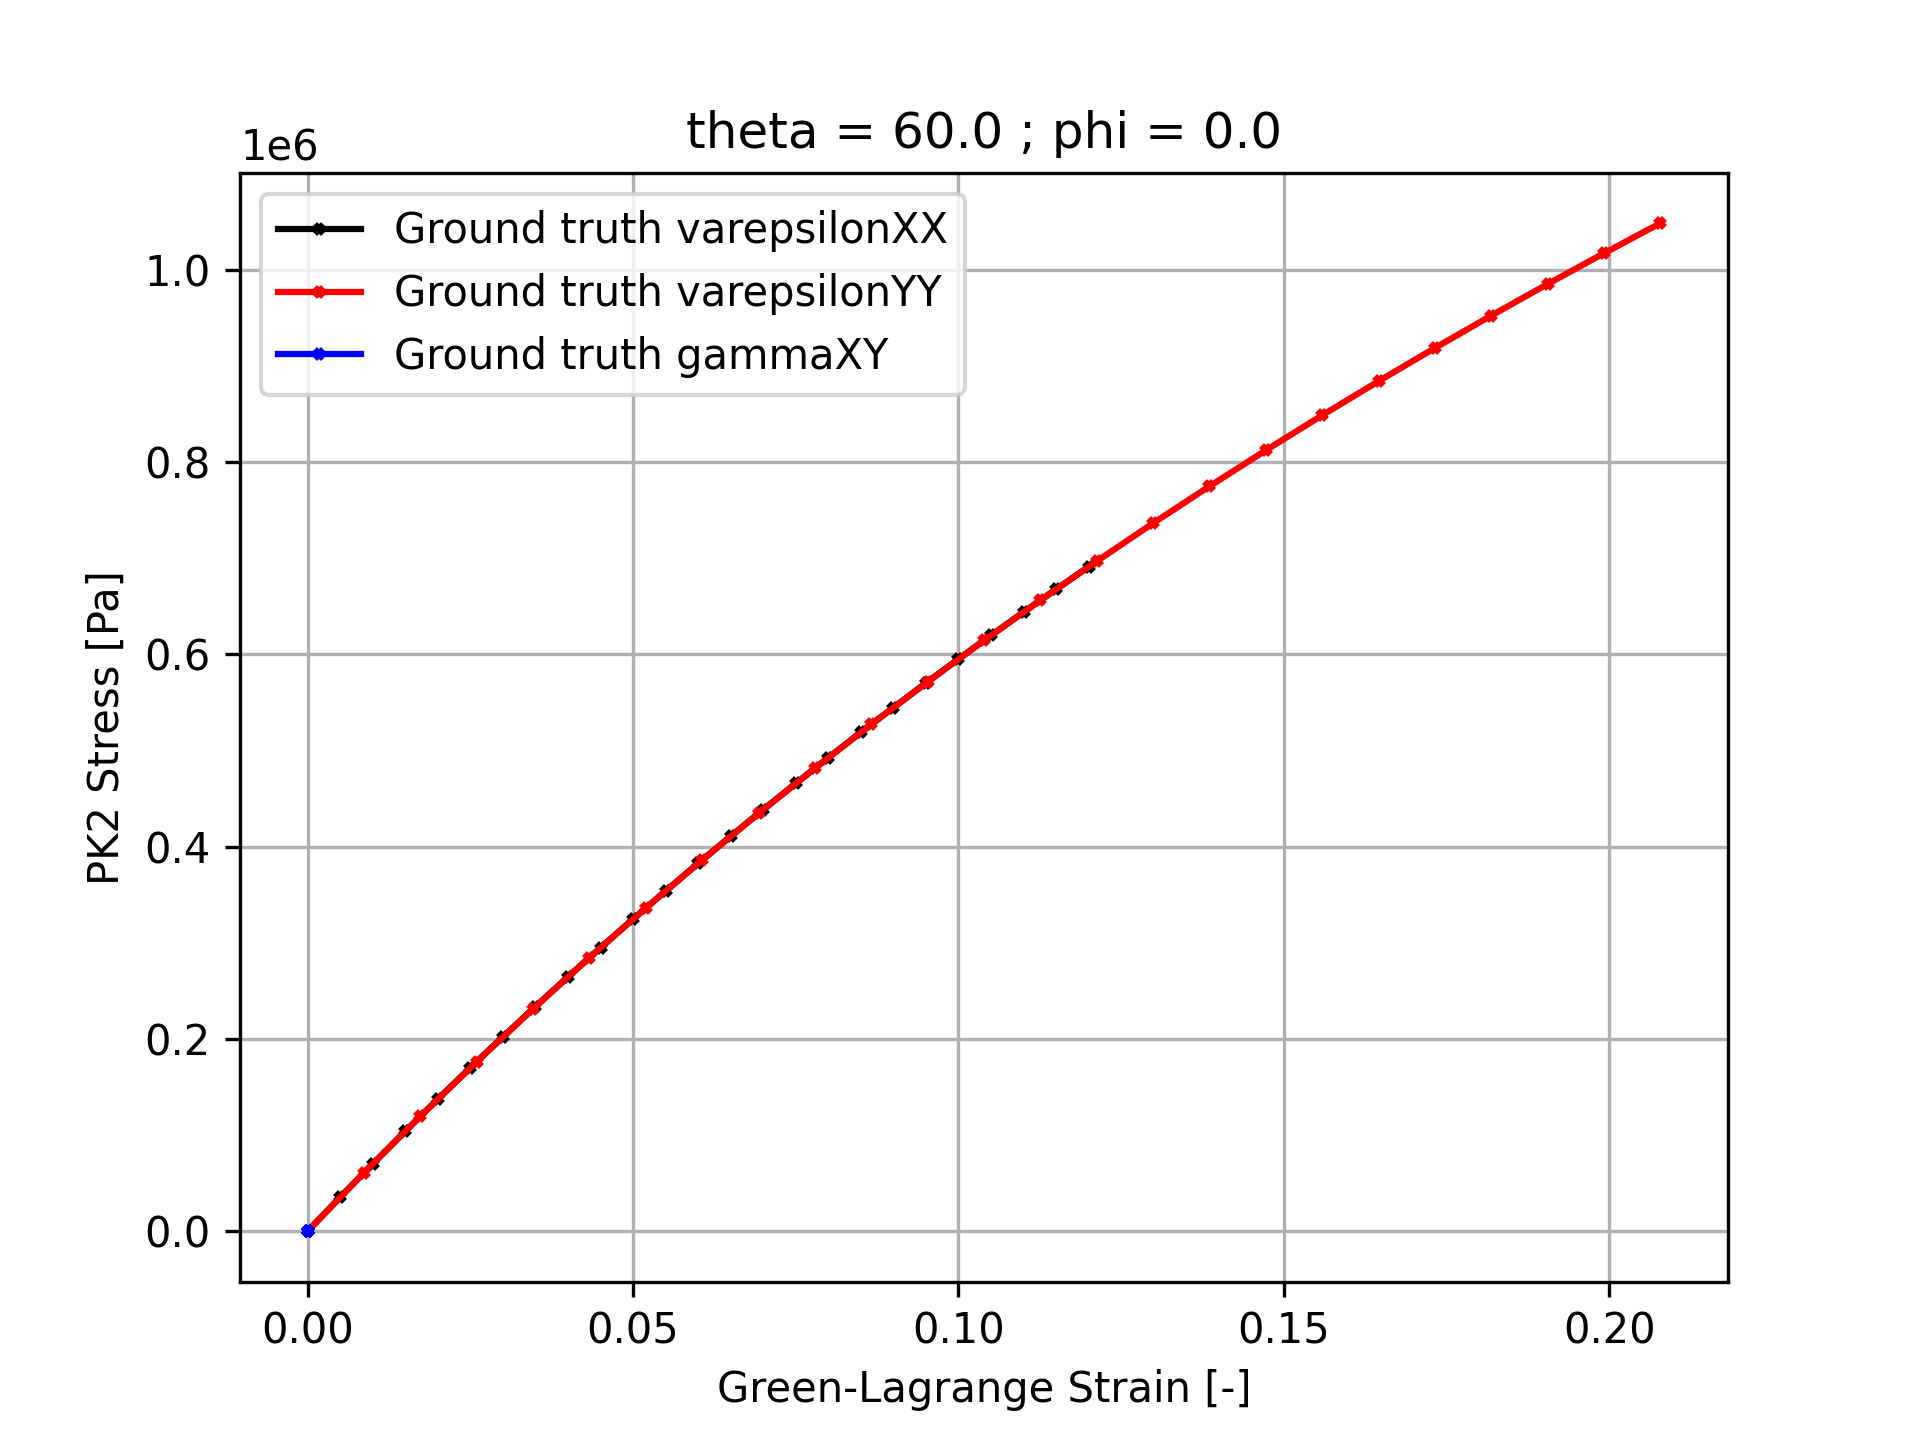 theta = 60.0 ; phi = 0.0
1e6
Ground truth varepsilonXX
Ground truth varepsilonYY
Ground truth gammaXY
PK2 Stress [Pa]
1.0
0.8
0.6
0.4
0.2
0.0
0.00 0.05 0.10 0.15 0.20
Green-Lagrange Strain [-]